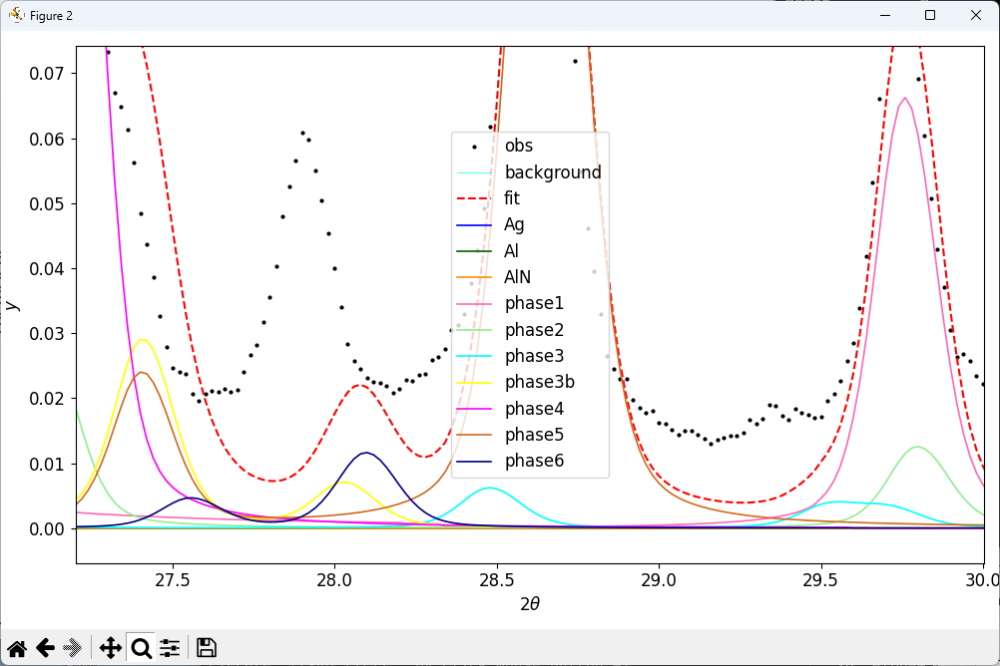 Figure 2
0.07
0.06
0.05
0.04
0.03
0.02
0.01
0.00
y
27.5
28.0
28.5
29.0
29.5
30.0
2θ
obs
background
fit
Ag
Al
AlN
phase1
phase2
phase3
phase3b
phase4
phase5
phase6